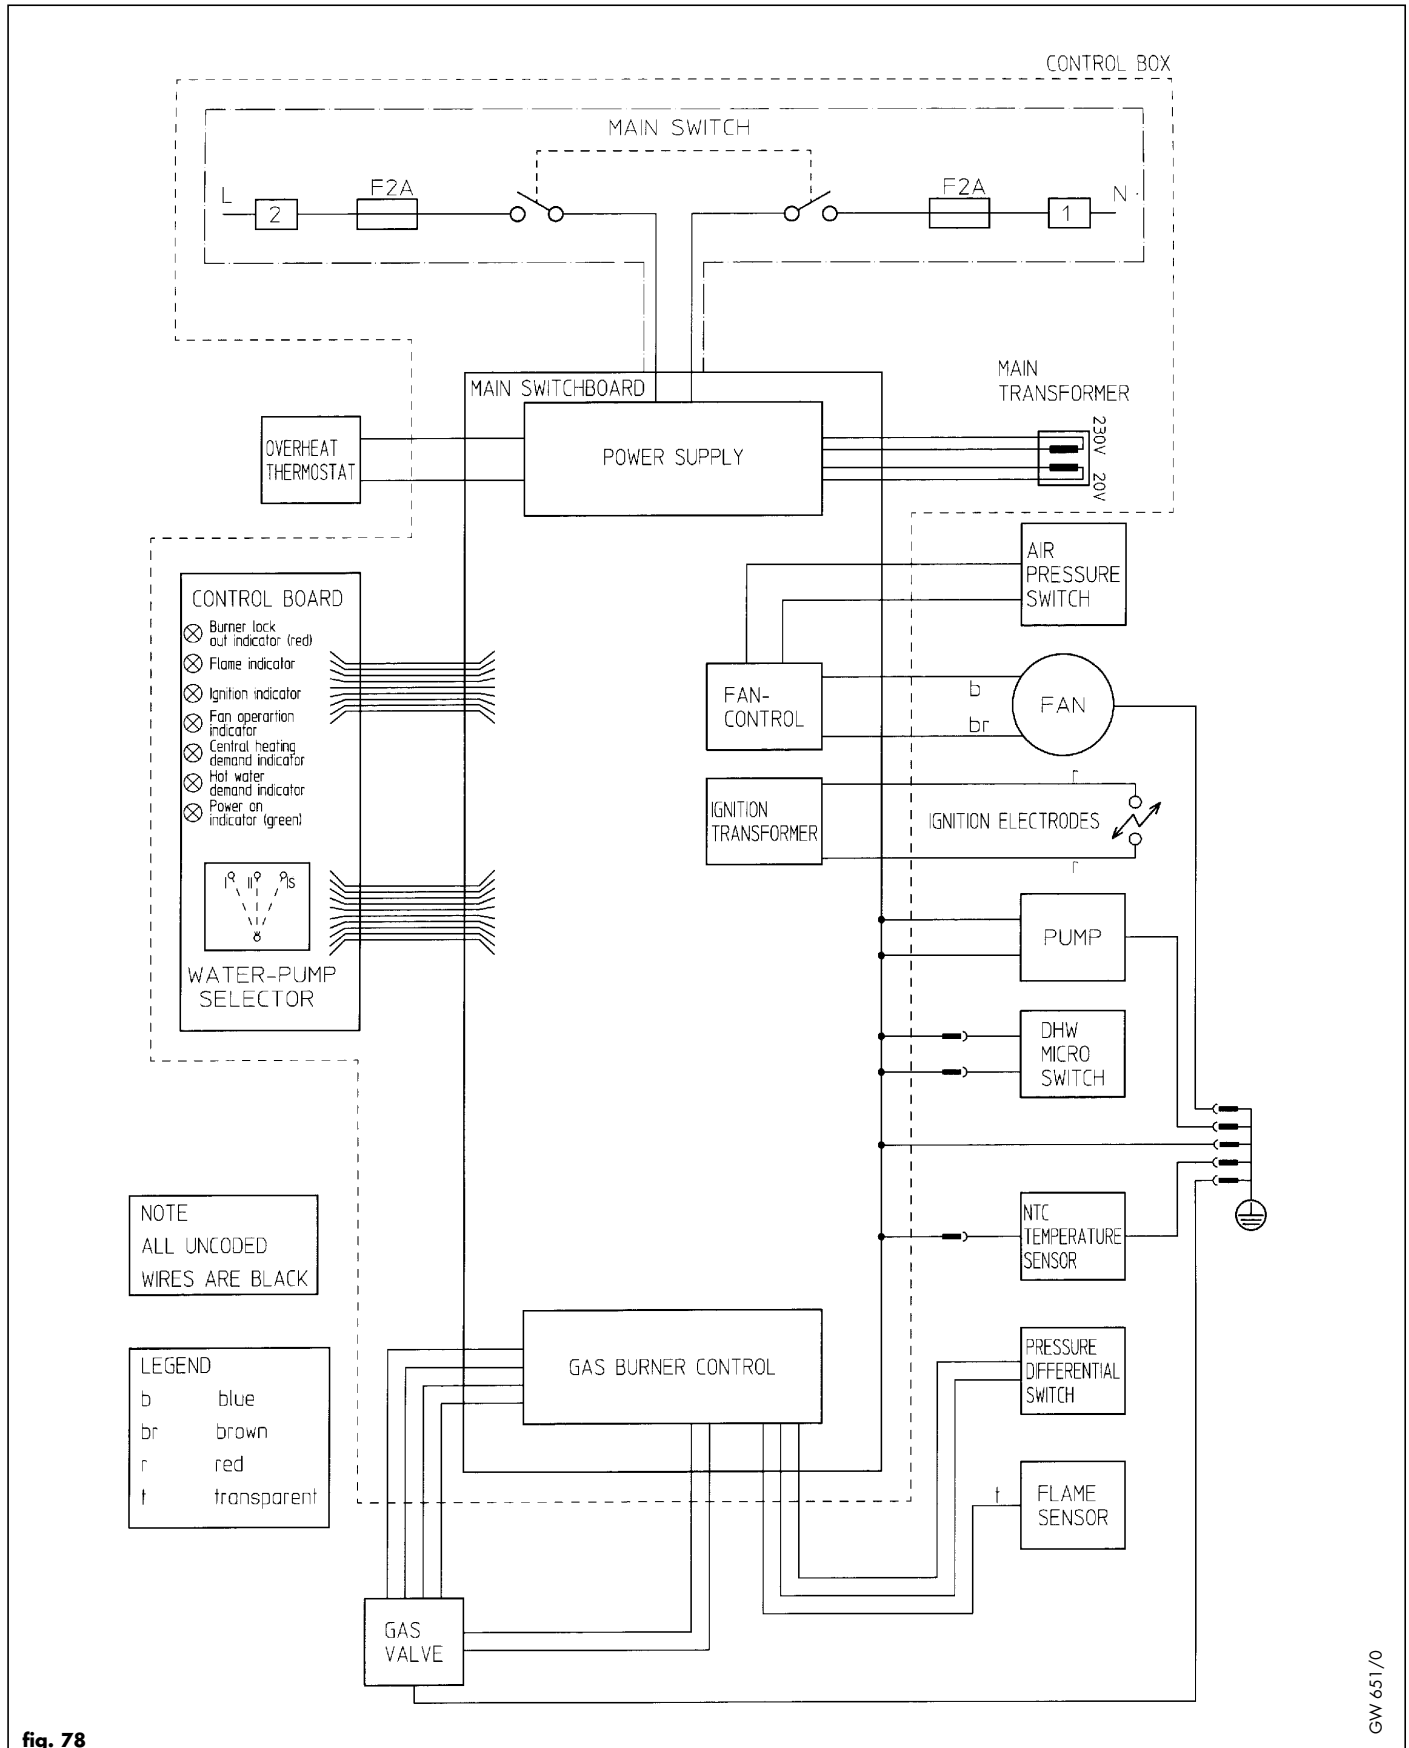 CONTROL BOX
MAIN SWITCH
L
2
F2A
F2A
1
N
MAIN SWITCHBOARD
MAIN
TRANSFORMER
OVERHEAT
THERMOSTAT
POWER SUPPLY
230V
20V
AIR
PRESSURE
SWITCH
CONTROL BOARD
Burner lock
out indicator (red)
Flame indicator
Ignition indicator
Fan operartion
indicator
Central heating
demand indicator
Hot water
demand indicator
Power on
indicator (green)
FAN-
CONTROL
b
br
FAN
IGNITION
TRANSFORMER
r
IGNITION ELECTRODES
r
I II IS
WATER-PUMP
SELECTOR
PUMP
DHW
MICRO
SWITCH
NTC
TEMPERATURE
SENSOR
NOTE
ALL UNCODED
WIRES ARE BLACK
GAS BURNER CONTROL
PRESSURE
DIFFERENTIAL
SWITCH
LEGEND
b blue
br brown
r red
t transparent
t
FLAME
SENSOR
GAS
VALVE
GW 651/0
fig. 78